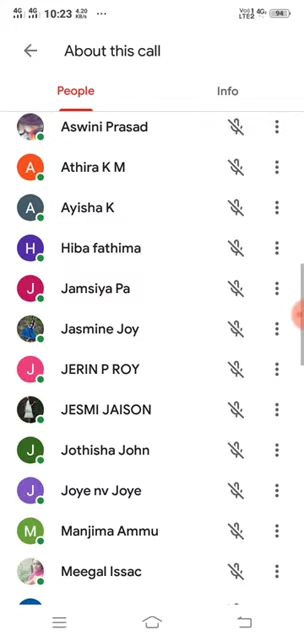 4G 4G 10:23 4.20 KB/s ... VoLTE1 LTE2 4G 94
About this call
People Info
Aswini Prasad
A Athira K M
A Ayisha K
H Hiba fathima
J Jamsiya Pa
Jasmine Joy
J JERIN P ROY
JESMI JAISON
J Jothisha John
J Joye nv Joye
M Manjima Ammu
Meegal Issac